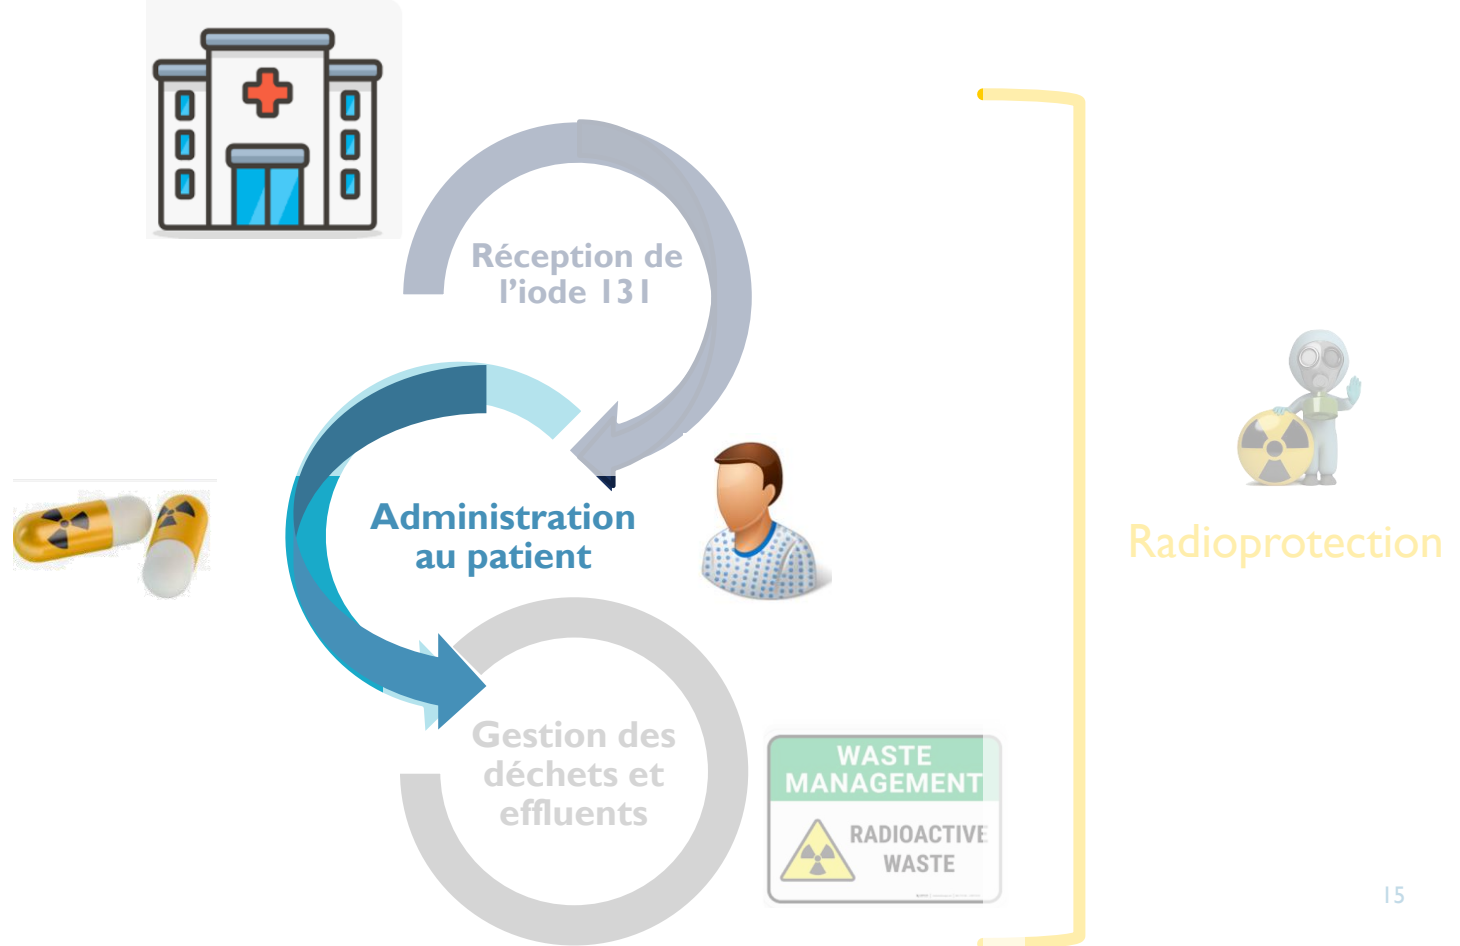 Réception de
l’iode 131
Administration
au patient
Radioprotection
Gestion des
déchets et
effluents
WASTE
MANAGEMENT
RADIOACTIVE
WASTE
15